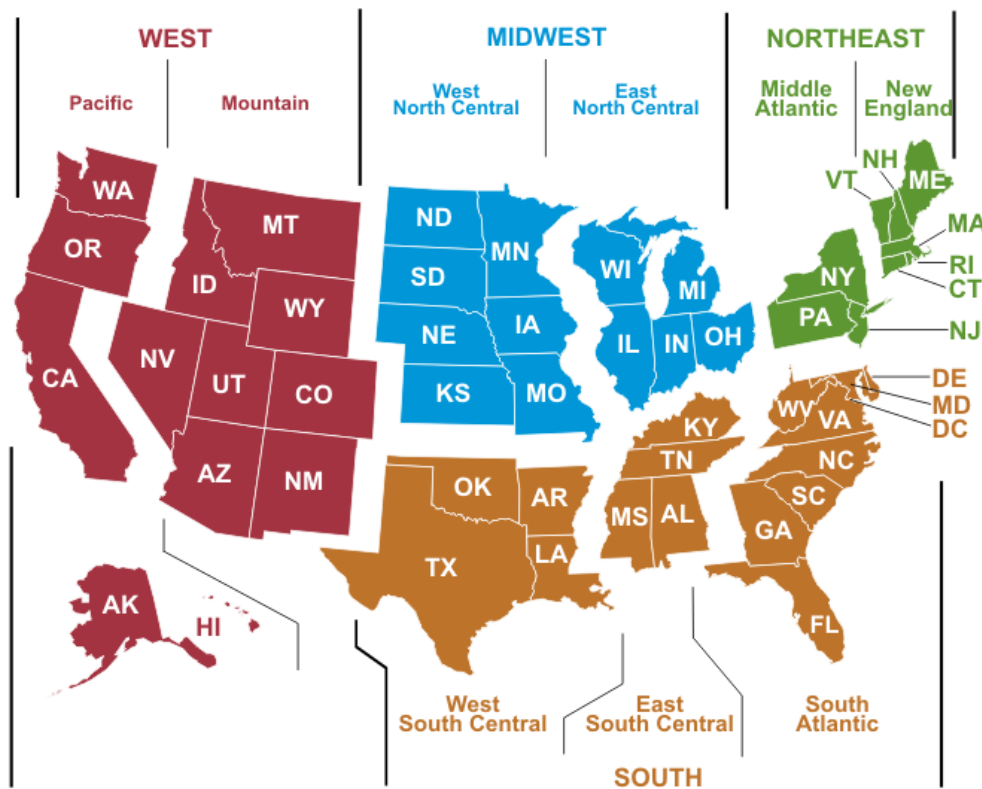 WEST
MIDWEST
NORTHEAST
Pacific
Mountain
West
North Central
East
North Central
Middle
Atlantic
New
England
WA
OR
CA
MT
ID
WY
NV
UT
CO
AZ
NM
AK
HI
ND
SD
NE
KS
MN
IA
MO
WI
MI
IL
IN
OH
NH
VT
ME
MA
RI
CT
NY
PA
NJ
DE
MD
DC
WV
VA
KY
TN
NC
SC
OK
AR
MS
AL
GA
TX
LA
FL
West
South Central
East
South Central
South
Atlantic
SOUTH